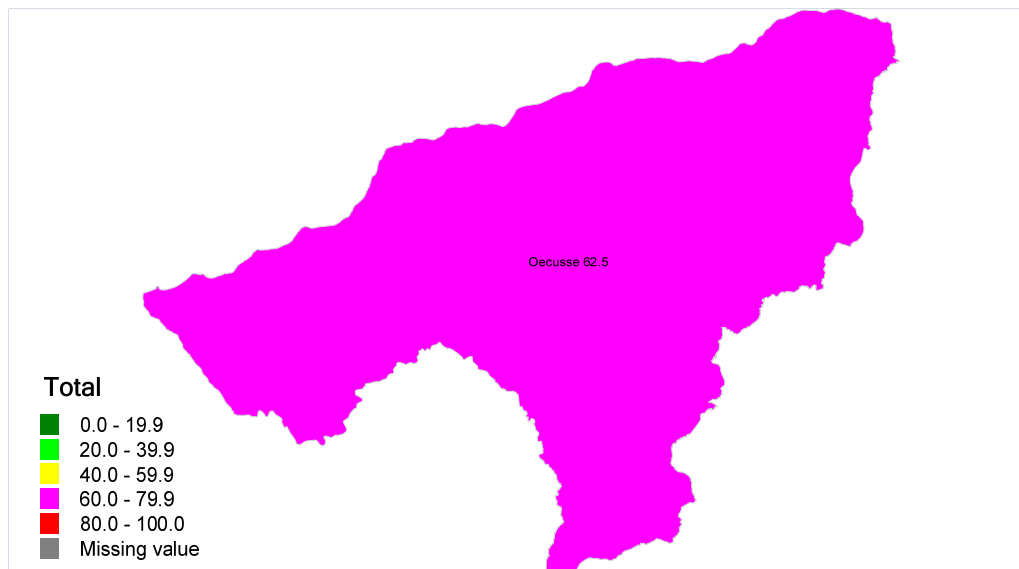 Oecusse 62.5
Total
0.0 - 19.9
20.0 - 39.9
40.0 - 59.9
60.0 - 79.9
80.0 - 100.0
Missing value